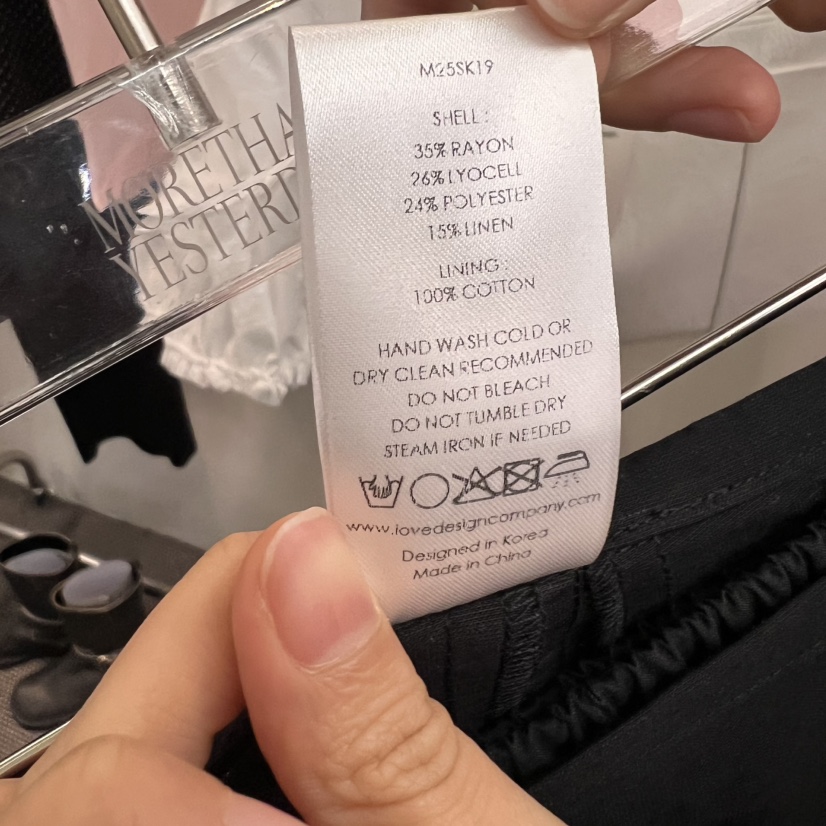 MORETHA
YESTERD
M25SK19
SHELL :
35% RAYON
26% LYOCELL
24% POLYESTER
15% LINEN
LINING :
100% COTTON
HAND WASH COLD OR
DRY CLEAN RECOMMENDED
DO NOT BLEACH
DO NOT TUMBLE DRY
STEAM IRON IF NEEDED
www.lovedesigncompany.com
Designed in Korea
Made in China